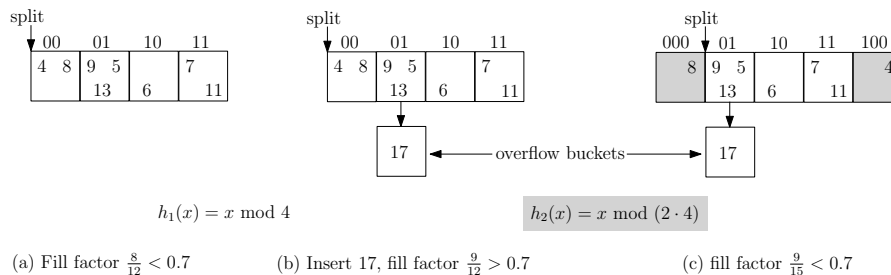 split
00 01 10 11
4 8 9 5 7
13 6 11
split
00 01 10 11
4 8 9 5 7
13 6 11
17
split
000 01 10 11 100
8 9 5 7 4
13 6 11
17
overflow buckets
h₁(x) = x mod 4
h₂(x) = x mod (2 · 4)
(a) Fill factor 8/12 < 0.7
(b) Insert 17, fill factor 9/12 > 0.7
(c) fill factor 9/15 < 0.7